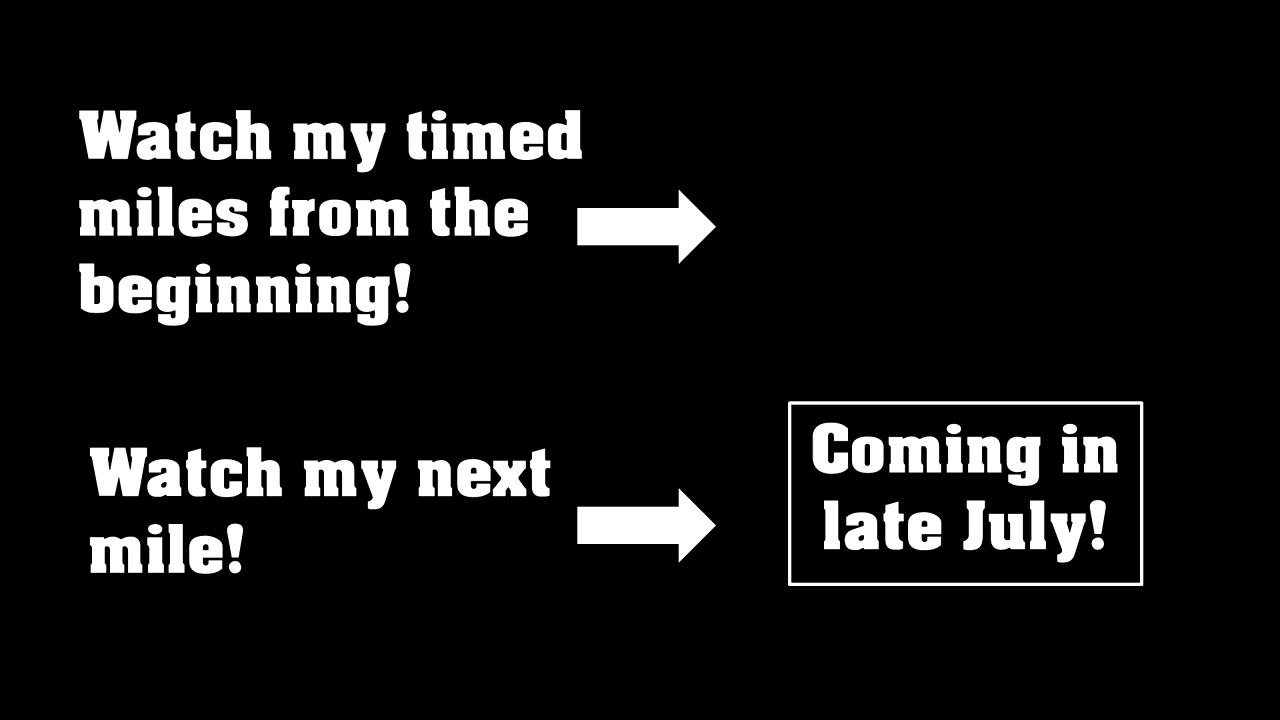 Watch my timed
miles from the
beginning!
Watch my next
mile!
Coming in
late July!